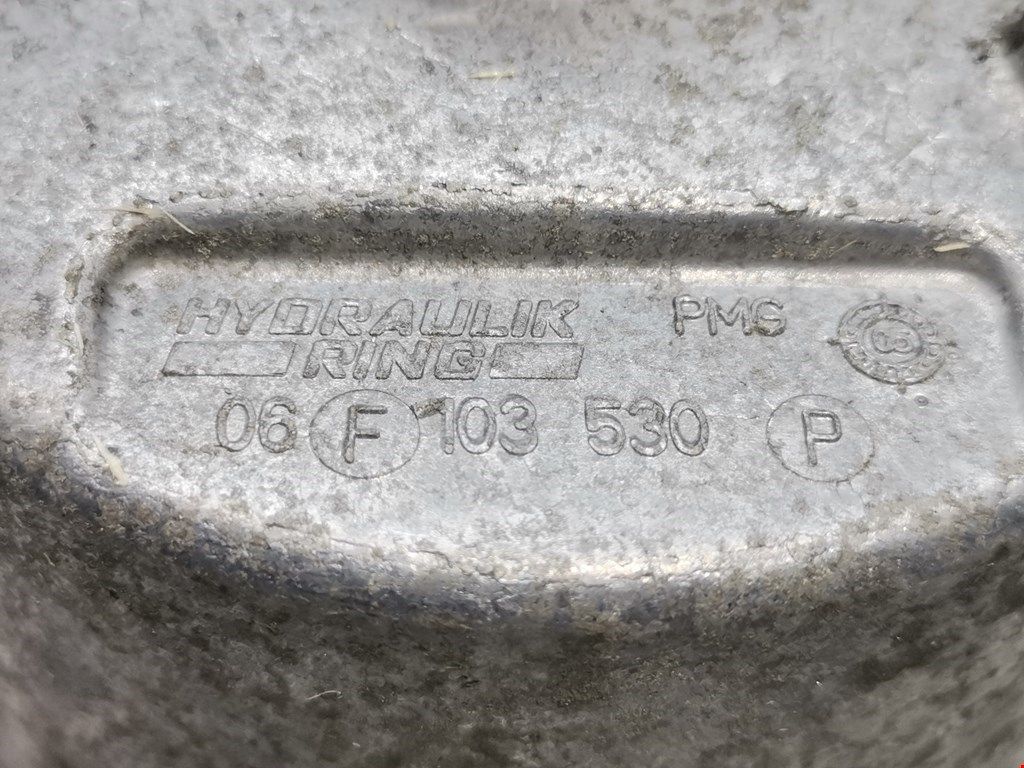 HYDRAULIK PMG
RING
06 F 103 530 P